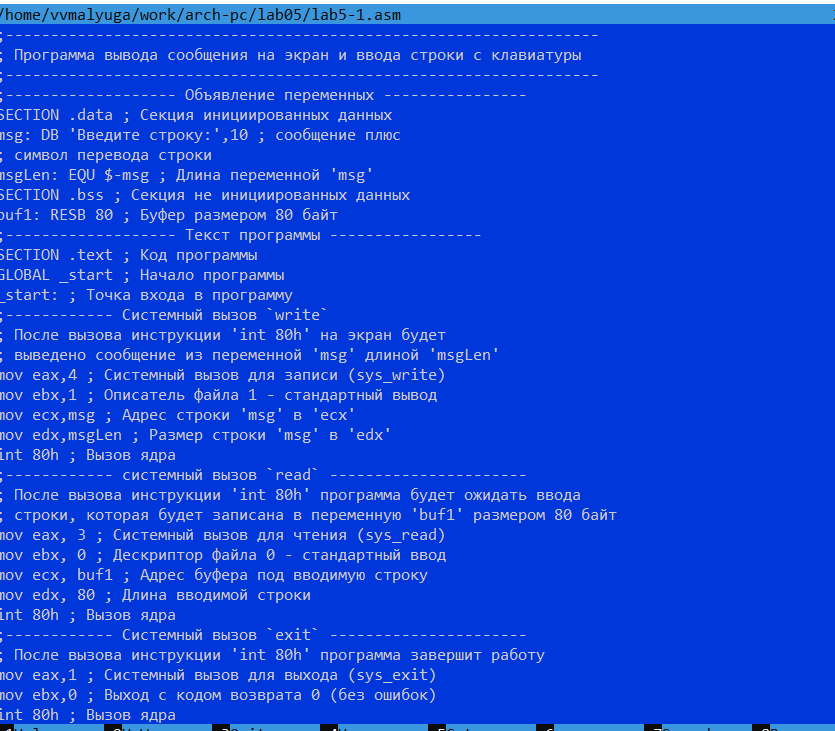 /home/vvmalyuga/work/arch-pc/lab05/lab5-1.asm
;------------------------------------------------------------------
; Программа вывода сообщения на экран и ввода строки с клавиатуры
;------------------------------------------------------------------
;------------------- Объявление переменных ----------------
SECTION .data ; Секция инициированных данных
msg: DB 'Введите строку:',10 ; сообщение плюс
; символ перевода строки
msgLen: EQU $-msg ; Длина переменной 'msg'
SECTION .bss ; Секция не инициированных данных
buf1: RESB 80 ; Буфер размером 80 байт
;------------------- Текст программы -----------------
SECTION .text ; Код программы
GLOBAL _start ; Начало программы
_start: ; Точка входа в программу
;------------ Системный вызов `write`
; После вызова инструкции 'int 80h' на экран будет
; выведено сообщение из переменной 'msg' длиной 'msgLen'
mov eax,4 ; Системный вызов для записи (sys_write)
mov ebx,1 ; Описатель файла 1 - стандартный вывод
mov ecx,msg ; Адрес строки 'msg' в 'ecx'
mov edx,msgLen ; Размер строки 'msg' в 'edx'
int 80h ; Вызов ядра
;------------ системный вызов `read` ----------------------
; После вызова инструкции 'int 80h' программа будет ожидать ввода
; строки, которая будет записана в переменную 'buf1' размером 80 байт
mov eax, 3 ; Системный вызов для чтения (sys_read)
mov ebx, 0 ; Дескриптор файла 0 - стандартный ввод
mov ecx, buf1 ; Адрес буфера под вводимую строку
mov edx, 80 ; Длина вводимой строки
int 80h ; Вызов ядра
;------------ Системный вызов `exit` ----------------------
; После вызова инструкции 'int 80h' программа завершит работу
mov eax,1 ; Системный вызов для выхода (sys_exit)
mov ebx,0 ; Выход с кодом возврата 0 (без ошибок)
int 80h ; Вызов ядра